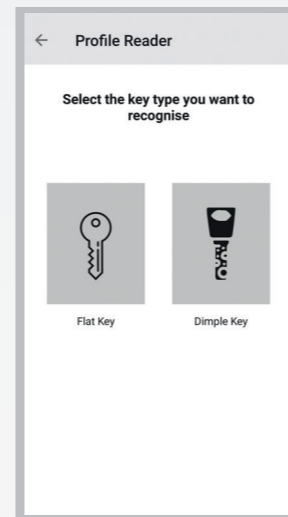 Profile Reader
Select the key type you want to
recognise
Flat Key
Dimple Key